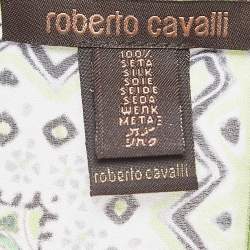 roberto cavalli
100%
SETA
SILK
SOIE
SEIDE
SEDA
roberto cavalli